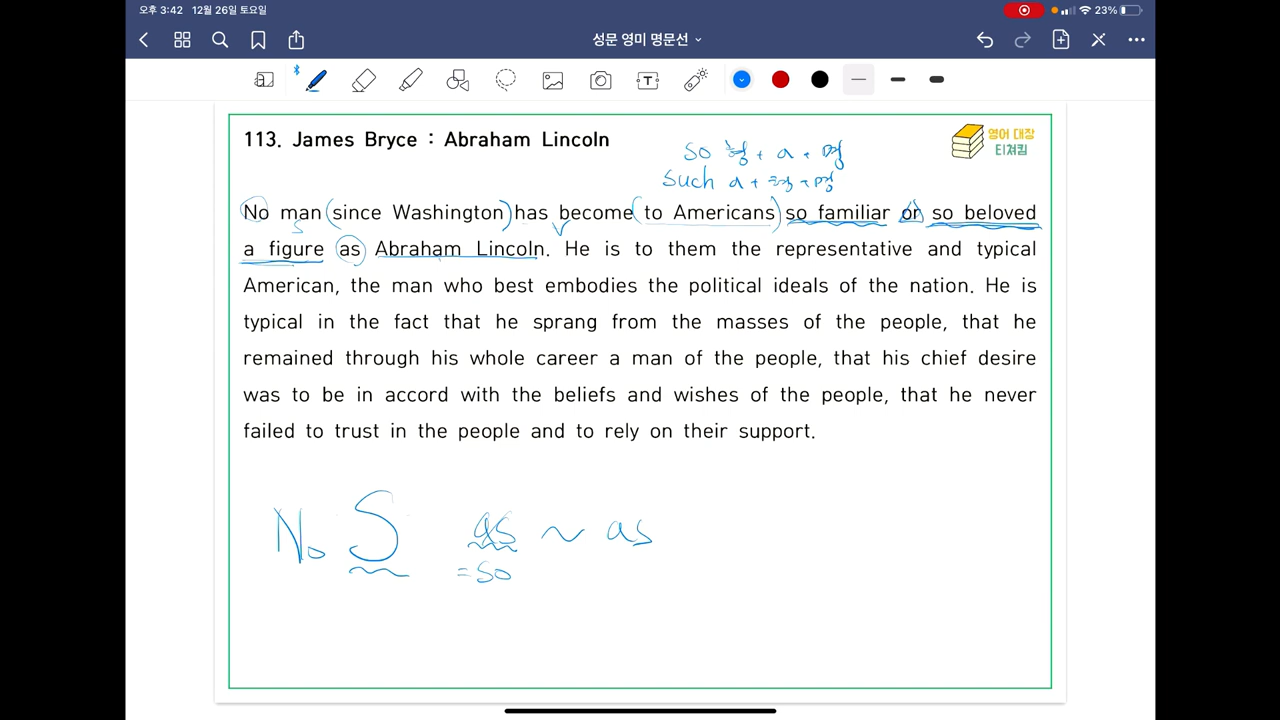 오후 3:42 12월 26일 토요일
23%
성문 영미 명문선
113. James Bryce : Abraham Lincoln
영어 대장
티쳐킴
so 형 + a + 명
such a + 형 + 명
No man (since Washington) has become (to Americans) so familiar or so beloved
S V
a figure as Abraham Lincoln. He is to them the representative and typical
American, the man who best embodies the political ideals of the nation. He is
typical in the fact that he sprang from the masses of the people, that he
remained through his whole career a man of the people, that his chief desire
was to be in accord with the beliefs and wishes of the people, that he never
failed to trust in the people and to rely on their support.
No S as ~ as
= so